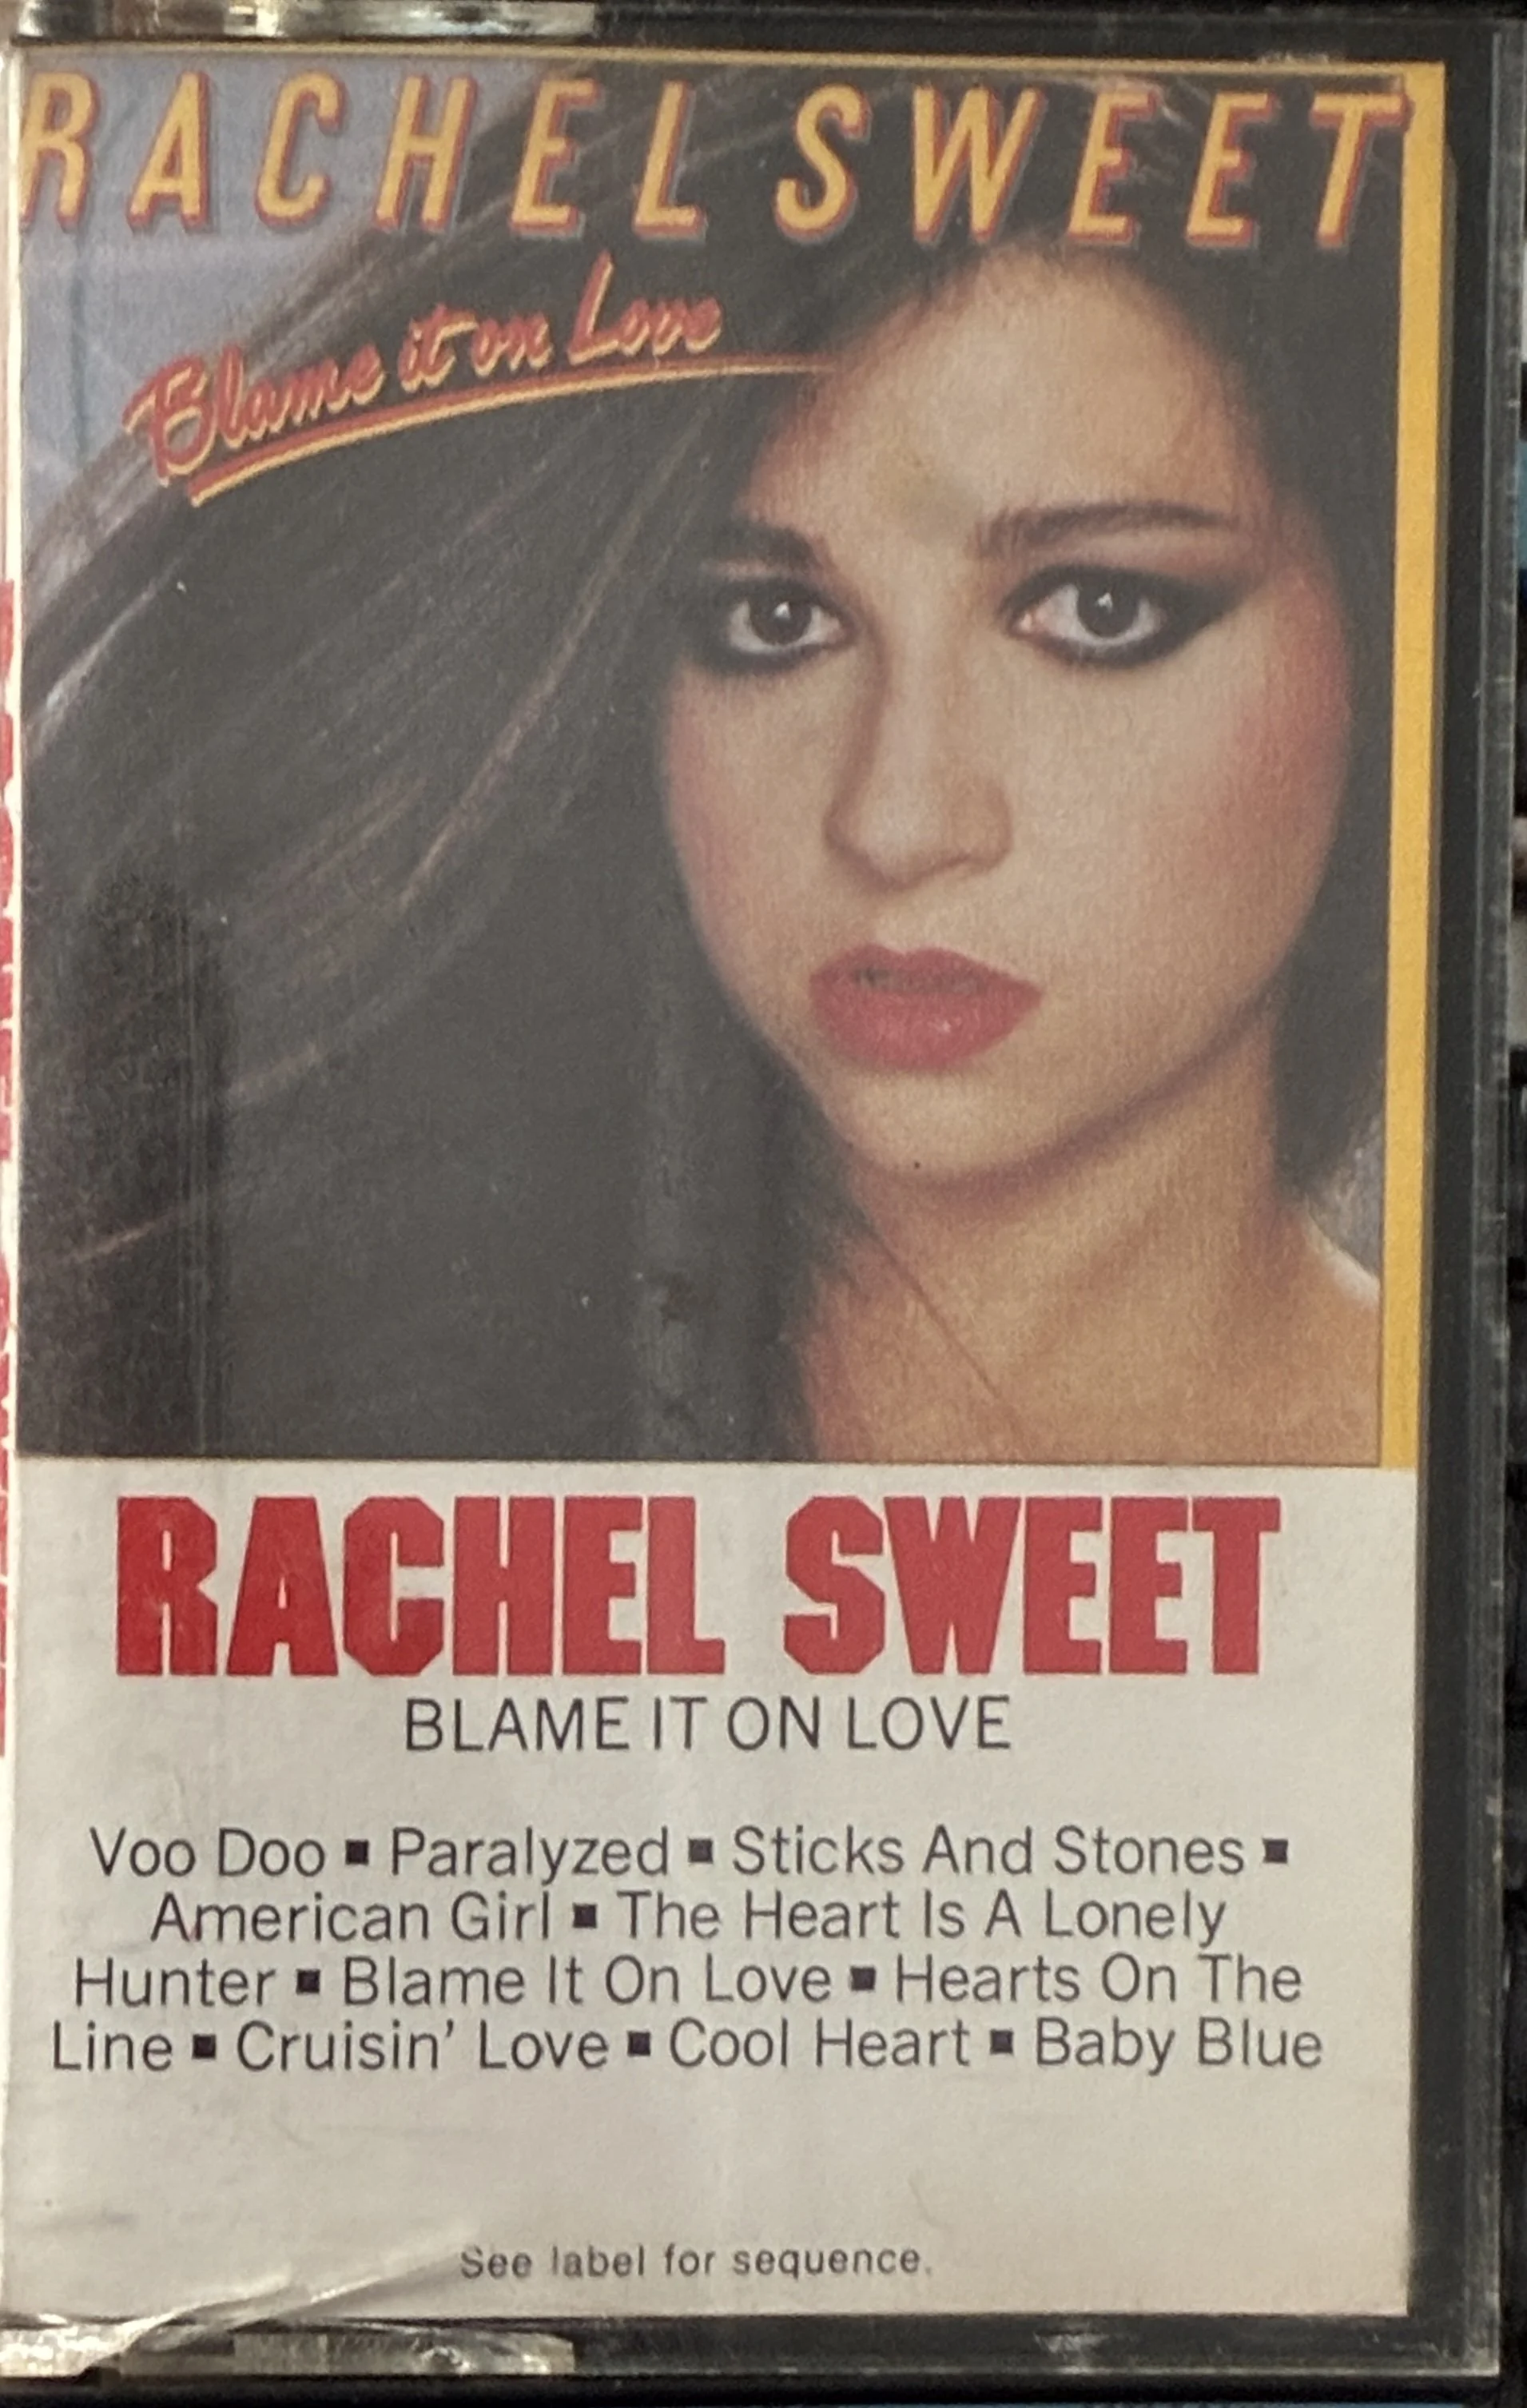 RACHEL SWEET
Blame it on Love
RACHEL SWEET
BLAME IT ON LOVE
Voo Doo ▪ Paralyzed ▪ Sticks And Stones ▪
American Girl ▪ The Heart Is A Lonely
Hunter ▪ Blame It On Love ▪ Hearts On The
Line ▪ Cruisin' Love ▪ Cool Heart ▪ Baby Blue
See label for sequence.